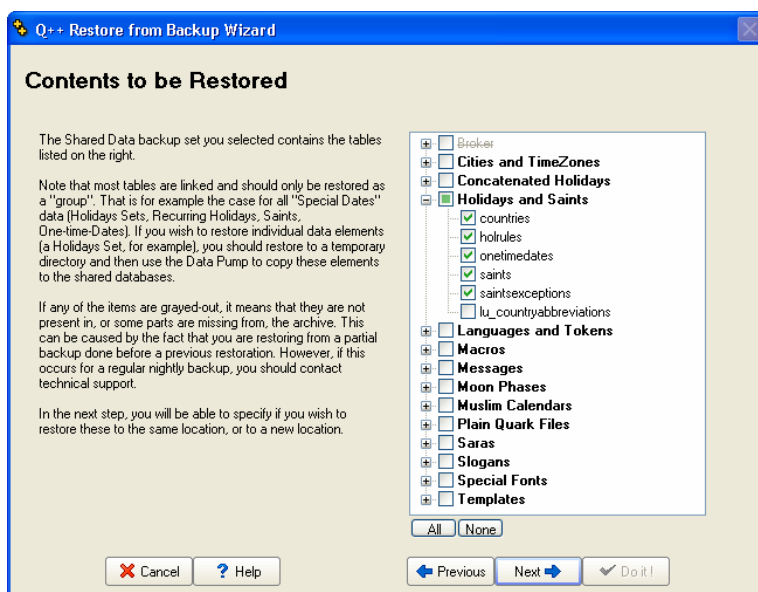 Q++ Restore from Backup Wizard
Contents to be Restored
The Shared Data backup set you selected contains the tables
listed on the right.
Note that most tables are linked and should only be restored as
a "group". That is for example the case for all "Special Dates"
data (Holidays Sets, Recurring Holidays, Saints,
One-time-Dates). If you wish to restore individual data elements
(a Holidays Set, for example), you should restore to a temporary
directory and then use the Data Pump to copy these elements
to the shared databases.
If any of the items are grayed-out, it means that they are not
present in, or some parts are missing from, the archive. This
can be caused by the fact that you are restoring from a partial
backup done before a previous restoration. However, if this
occurs for a regular nightly backup, you should contact
technical support.
In the next step, you will be able to specify if you wish to
restore these to the same location, or to a new location.
Broker
Cities and TimeZones
Concatenated Holidays
Holidays and Saints
countries
holrules
onetimedates
saints
saintsexceptions
lu_countryabbreviations
Languages and Tokens
Macros
Messages
Moon Phases
Muslim Calendars
Plain Quark Files
Saras
Slogans
Special Fonts
Templates
All None
Cancel ? Help Previous Next Do it !